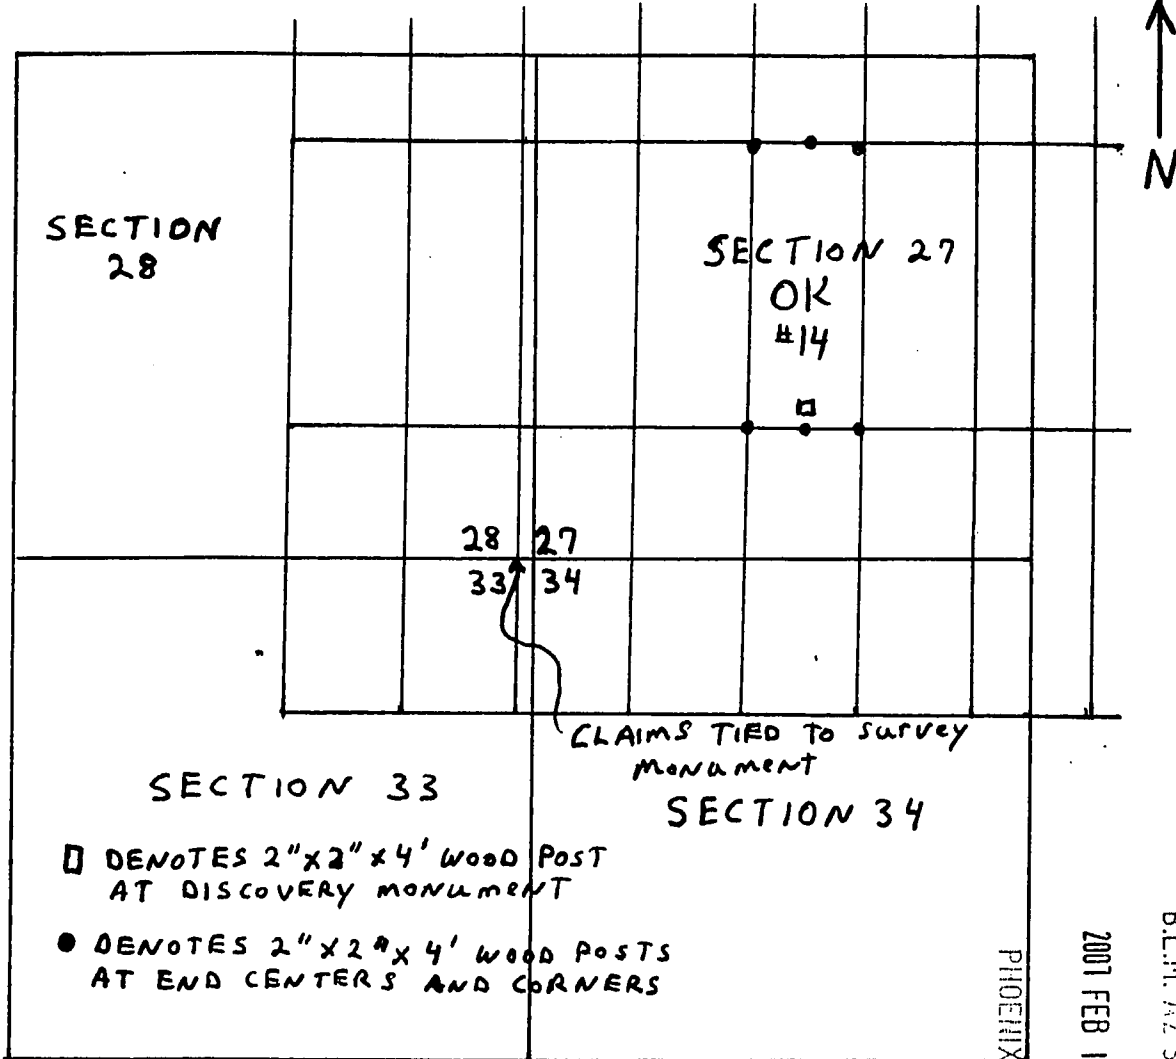 N
SECTION
28
SECTION 27
OK
#14
28 27
33 34
CLAIMS TIED TO survey
monument
SECTION 33
SECTION 34
DENOTES 2"x2"x4' WOOD POST
AT DISCOVERY monumENT
DENOTES 2"x2"x4' WOOD POSTS
AT END CENTERS AND CORNERS
PHOENIX
2001 FEB